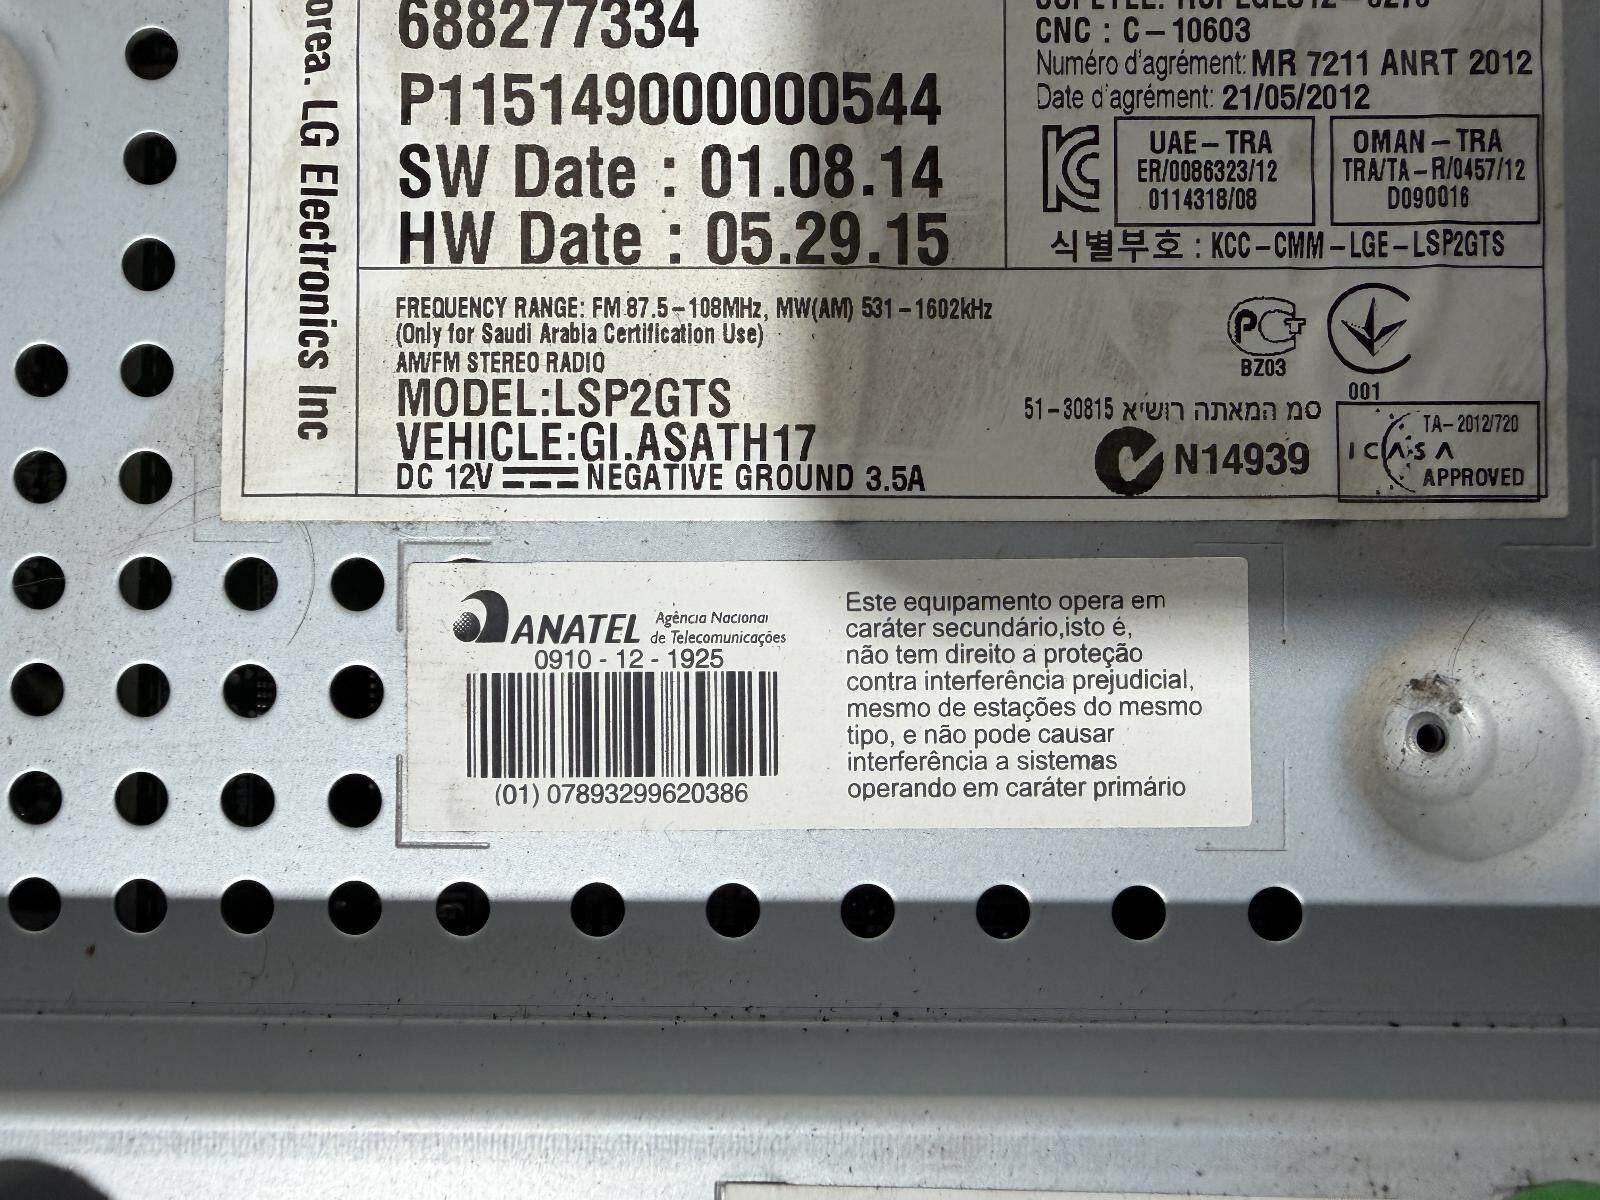 orea. LG Electronics Inc
688277334
P115149000000544
SW Date : 01.08.14
HW Date : 05.29.15
CNC : C-10603
Numéro d'agrément: MR 7211 ANRT 2012
Date d'agrément: 21/05/2012
UAE-TRA
ER/0086323/12
0114318/08
OMAN-TRA
TRA/TA-R/0457/12
D090016
식별부호 : KCC-CMM-LGE-LSP2GTS
FREQUENCY RANGE: FM 87.5-108MHz, MW(AM) 531-1602kHz
(Only for Saudi Arabia Certification Use)
AM/FM STEREO RADIO
MODEL:LSP2GTS
VEHICLE:GI.ASATH17
DC 12V NEGATIVE GROUND 3.5A
BZ03
001
51-30815 סמ המאתה רושיא
N14939
TA-2012/720
ICASA
APPROVED
ANATEL Agência Nacional
de Telecomunicações
0910 - 12 - 1925
(01) 07893299620386
Este equipamento opera em
caráter secundário,isto é,
não tem direito a proteção
contra interferência prejudicial,
mesmo de estações do mesmo
tipo, e não pode causar
interferência a sistemas
operando em caráter primário